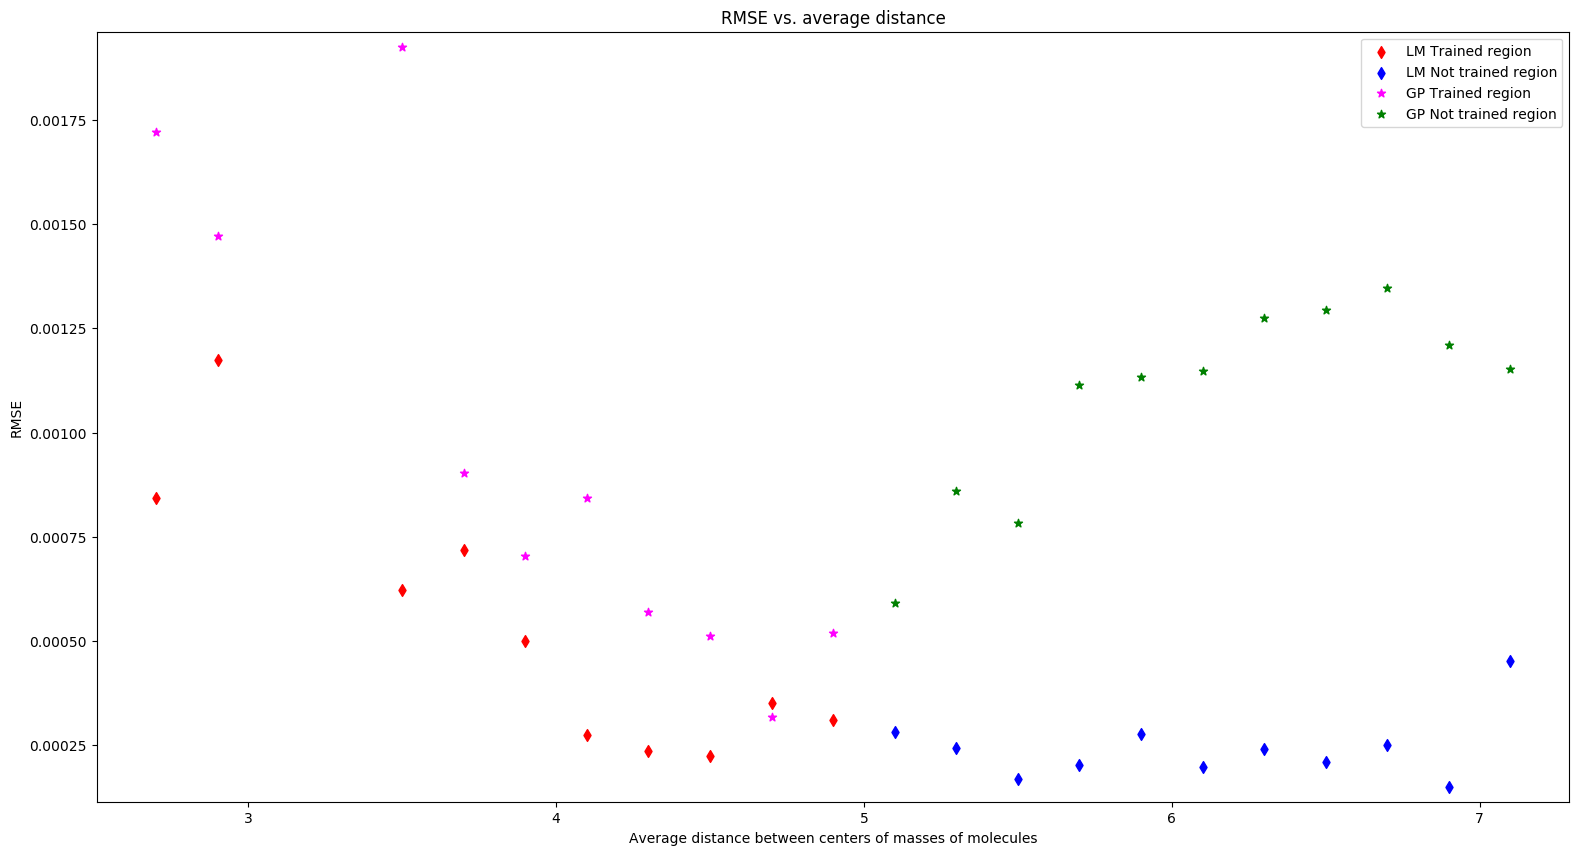 RMSE vs. average distance
LM Trained region
LM Not trained region
GP Trained region
GP Not trained region
0.00175
0.00150
0.00125
0.00100
0.00075
0.00050
0.00025
RMSE
3 4 5 6 7
Average distance between centers of masses of molecules